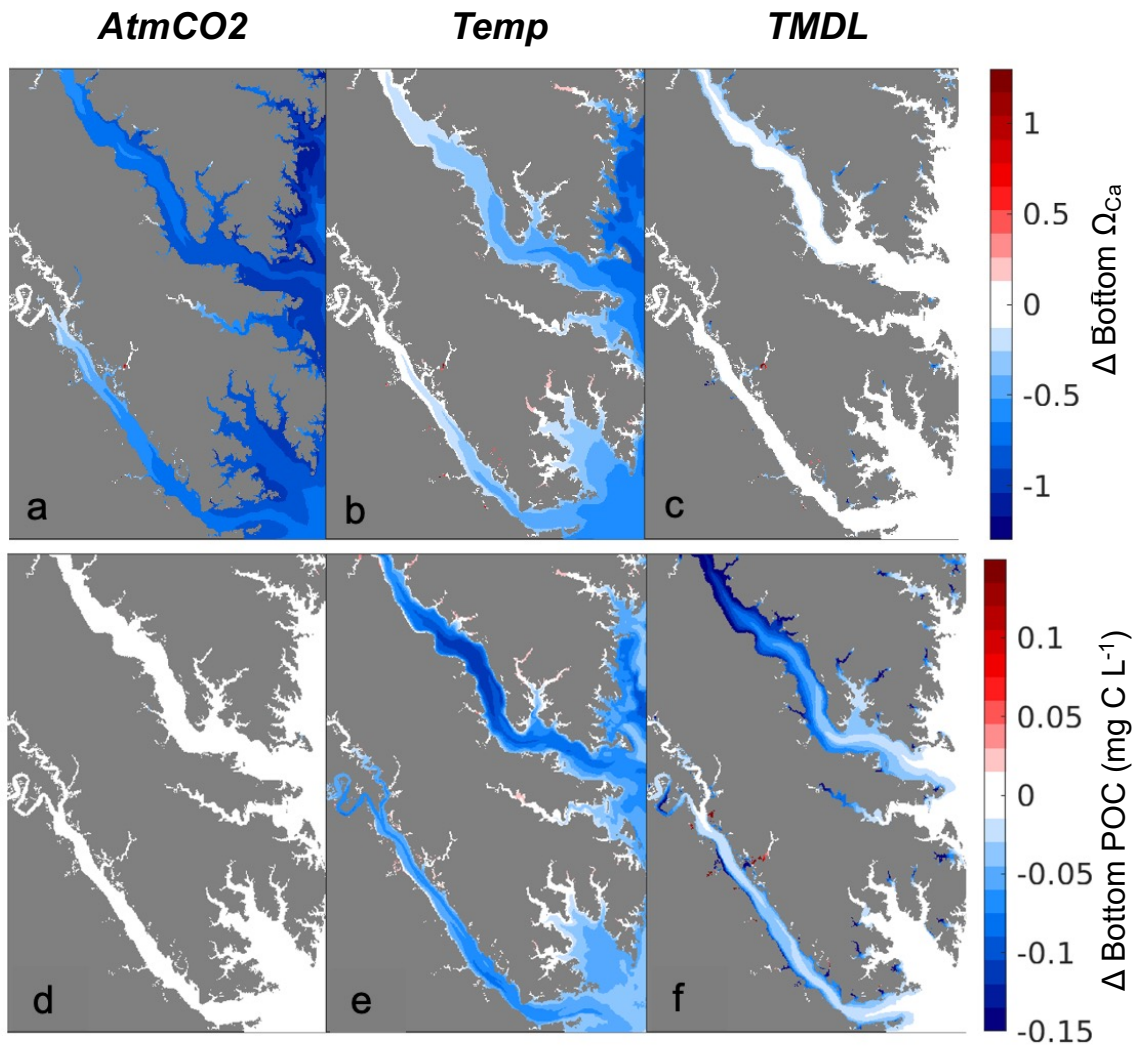 AtmCO2 Temp TMDL
1
0.5
0
-0.5
-1
Δ Bottom ΩCa
a b c
0.1
0.05
0
-0.05
-0.1
-0.15
Δ Bottom POC (mg C L-1)
d e f